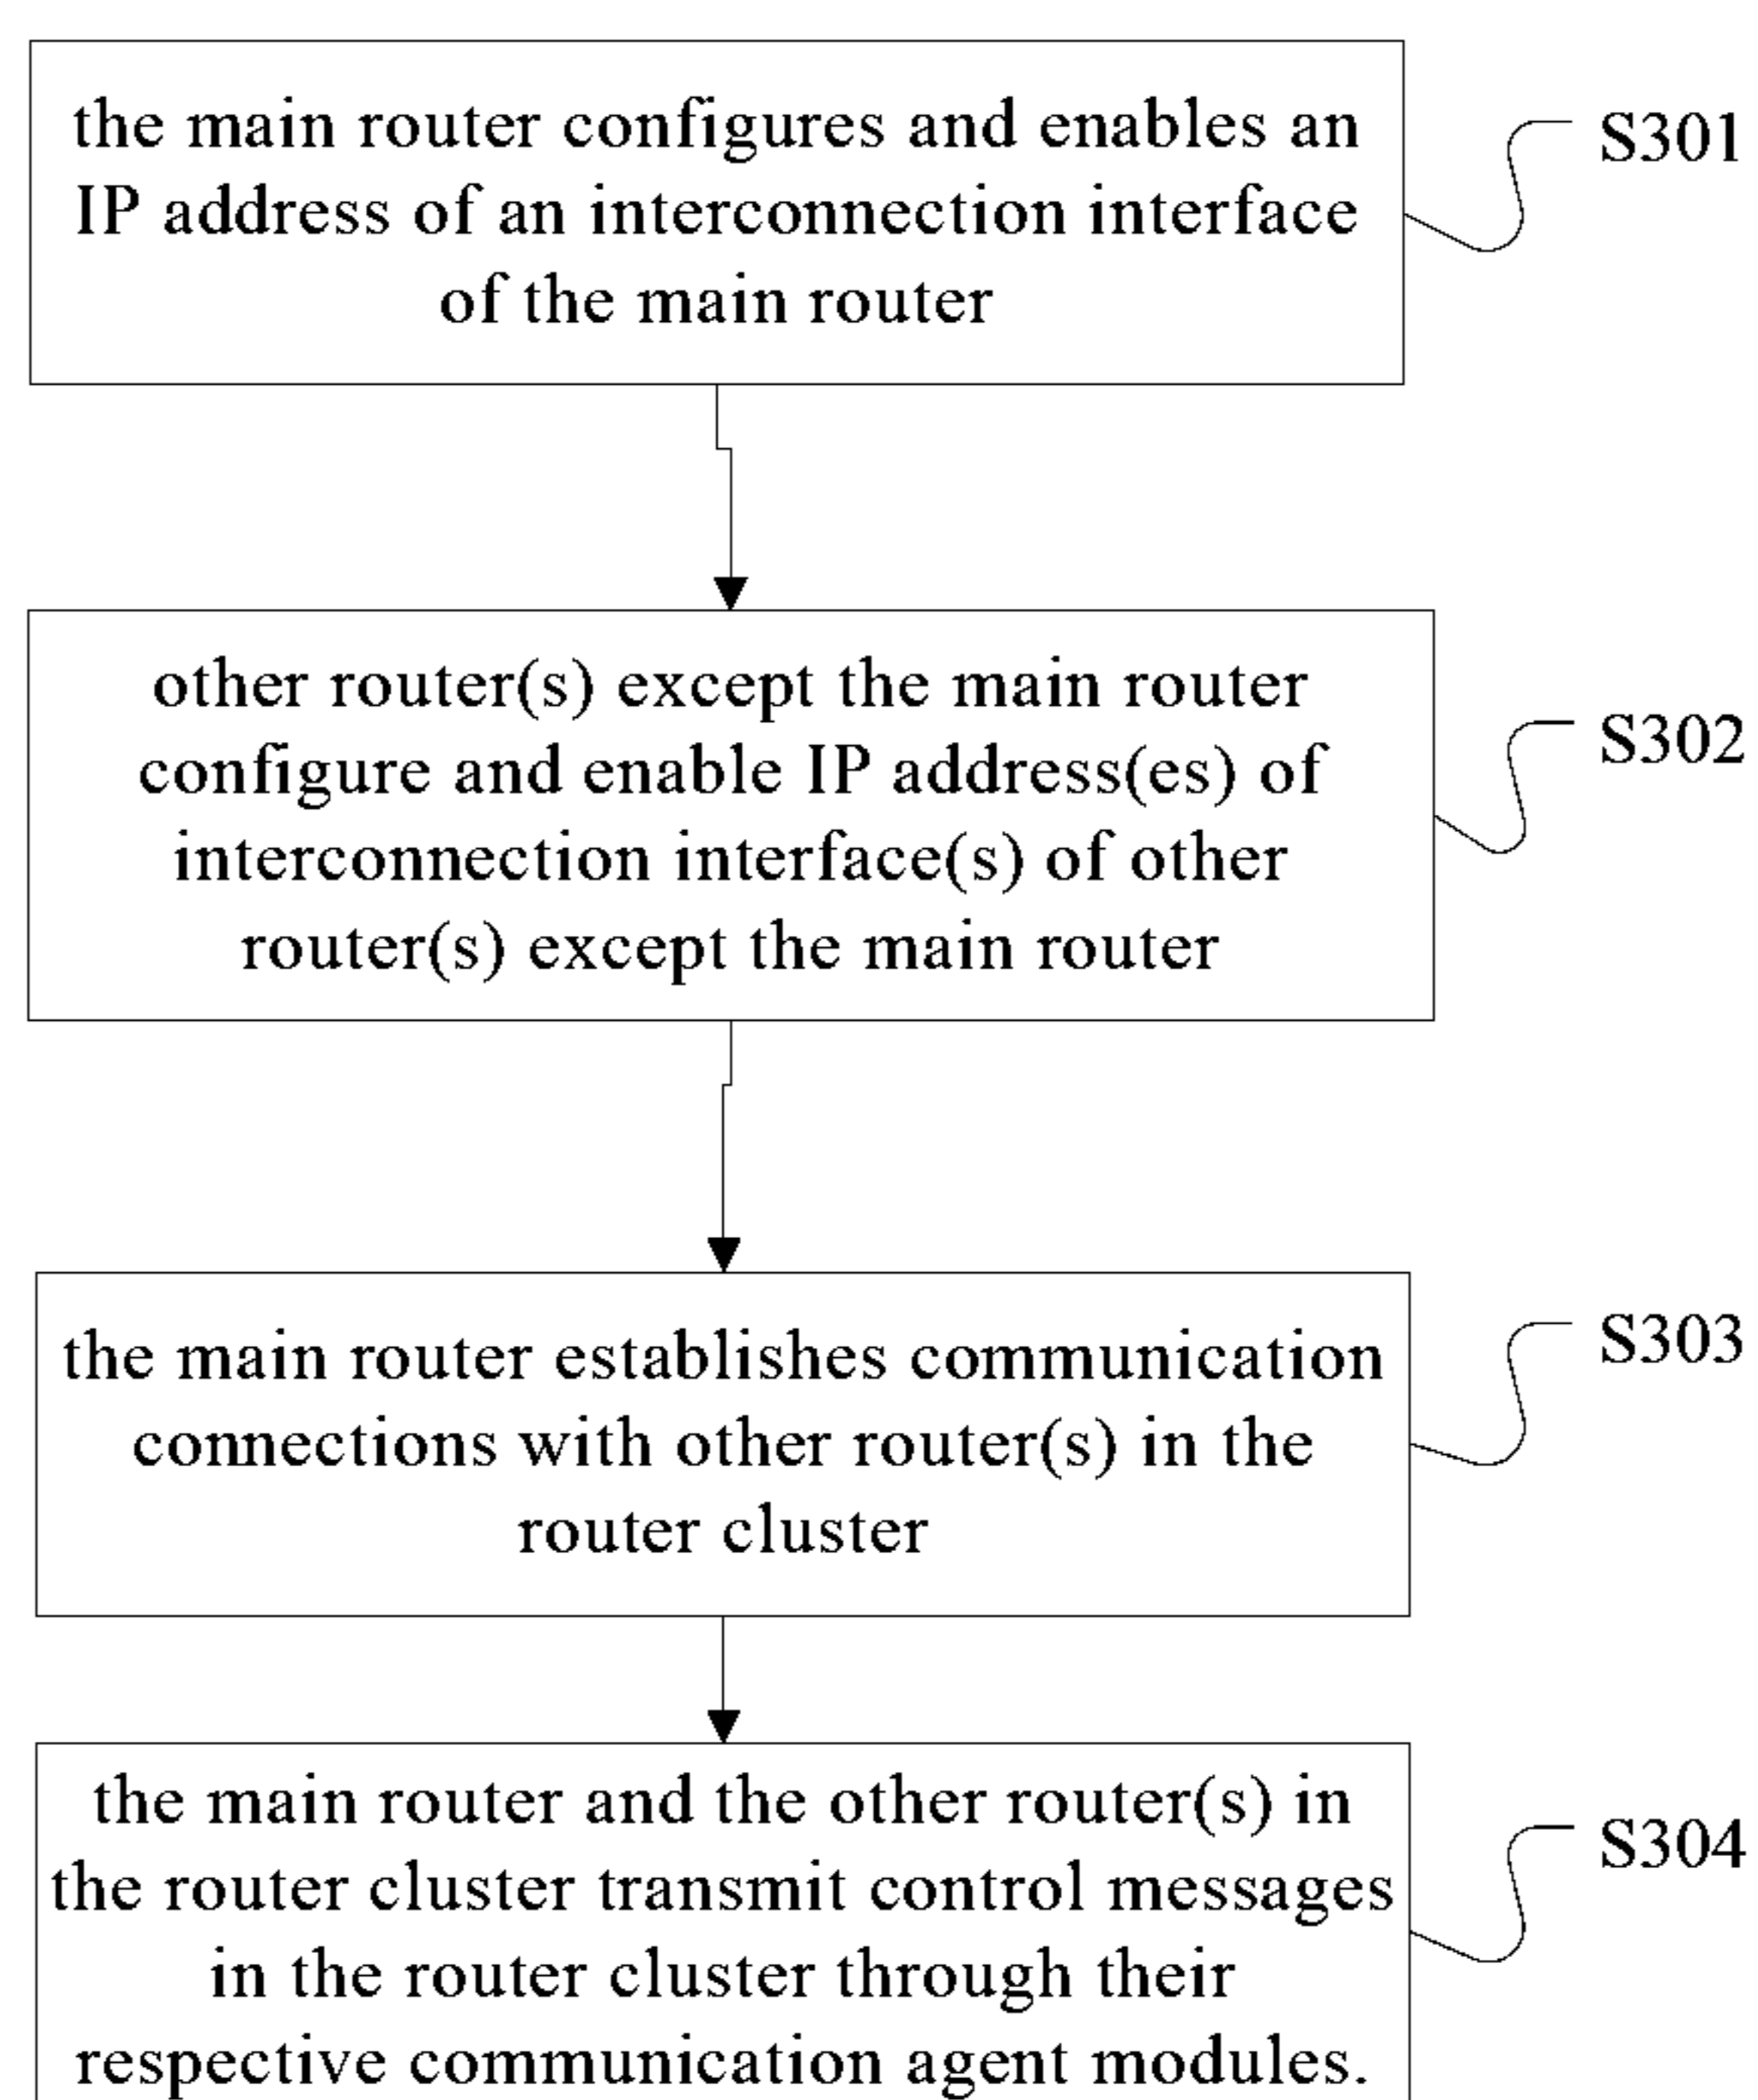 the main router configures and enables an
IP address of an interconnection interface
of the main router
S301
other router(s) except the main router
configure and enable IP address(es) of
interconnection interface(s) of other
router(s) except the main router
S302
the main router establishes communication
connections with other router(s) in the
router cluster
S303
the main router and the other router(s) in
the router cluster transmit control messages
in the router cluster through their
respective communication agent modules.
S304